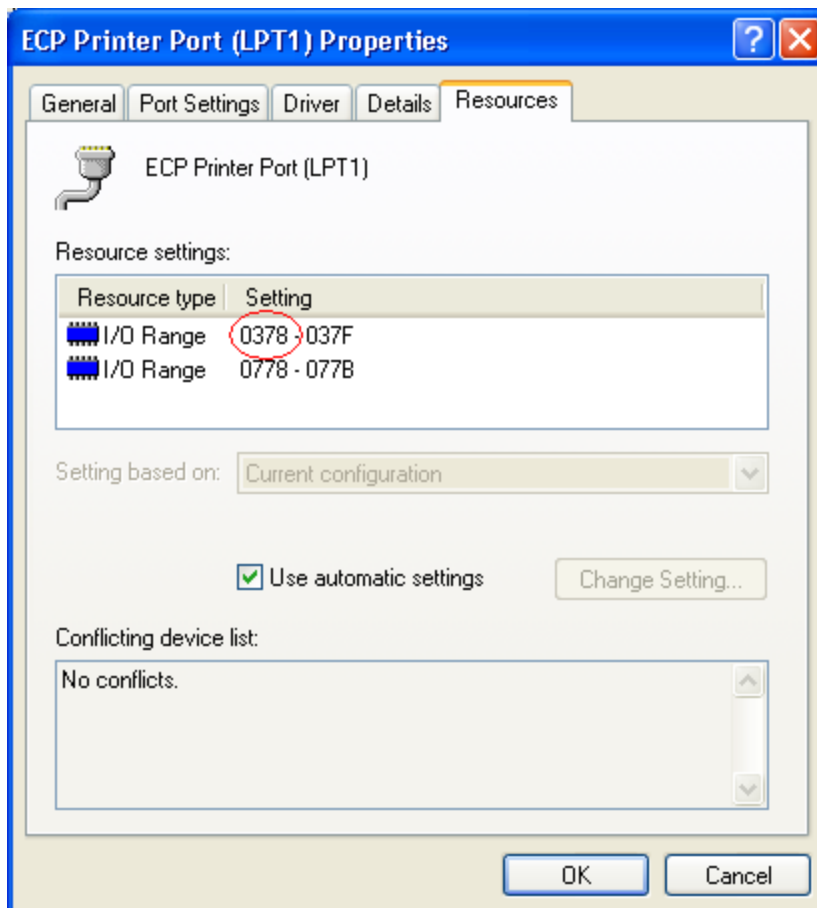 ECP Printer Port (LPT1) Properties
General Port Settings Driver Details Resources
ECP Printer Port (LPT1)
Resource settings:
Resource type Setting
I/O Range 0378 - 037F
I/O Range 0778 - 077B
Setting based on: Current configuration
Use automatic settings Change Setting...
Conflicting device list:
No conflicts.
OK Cancel